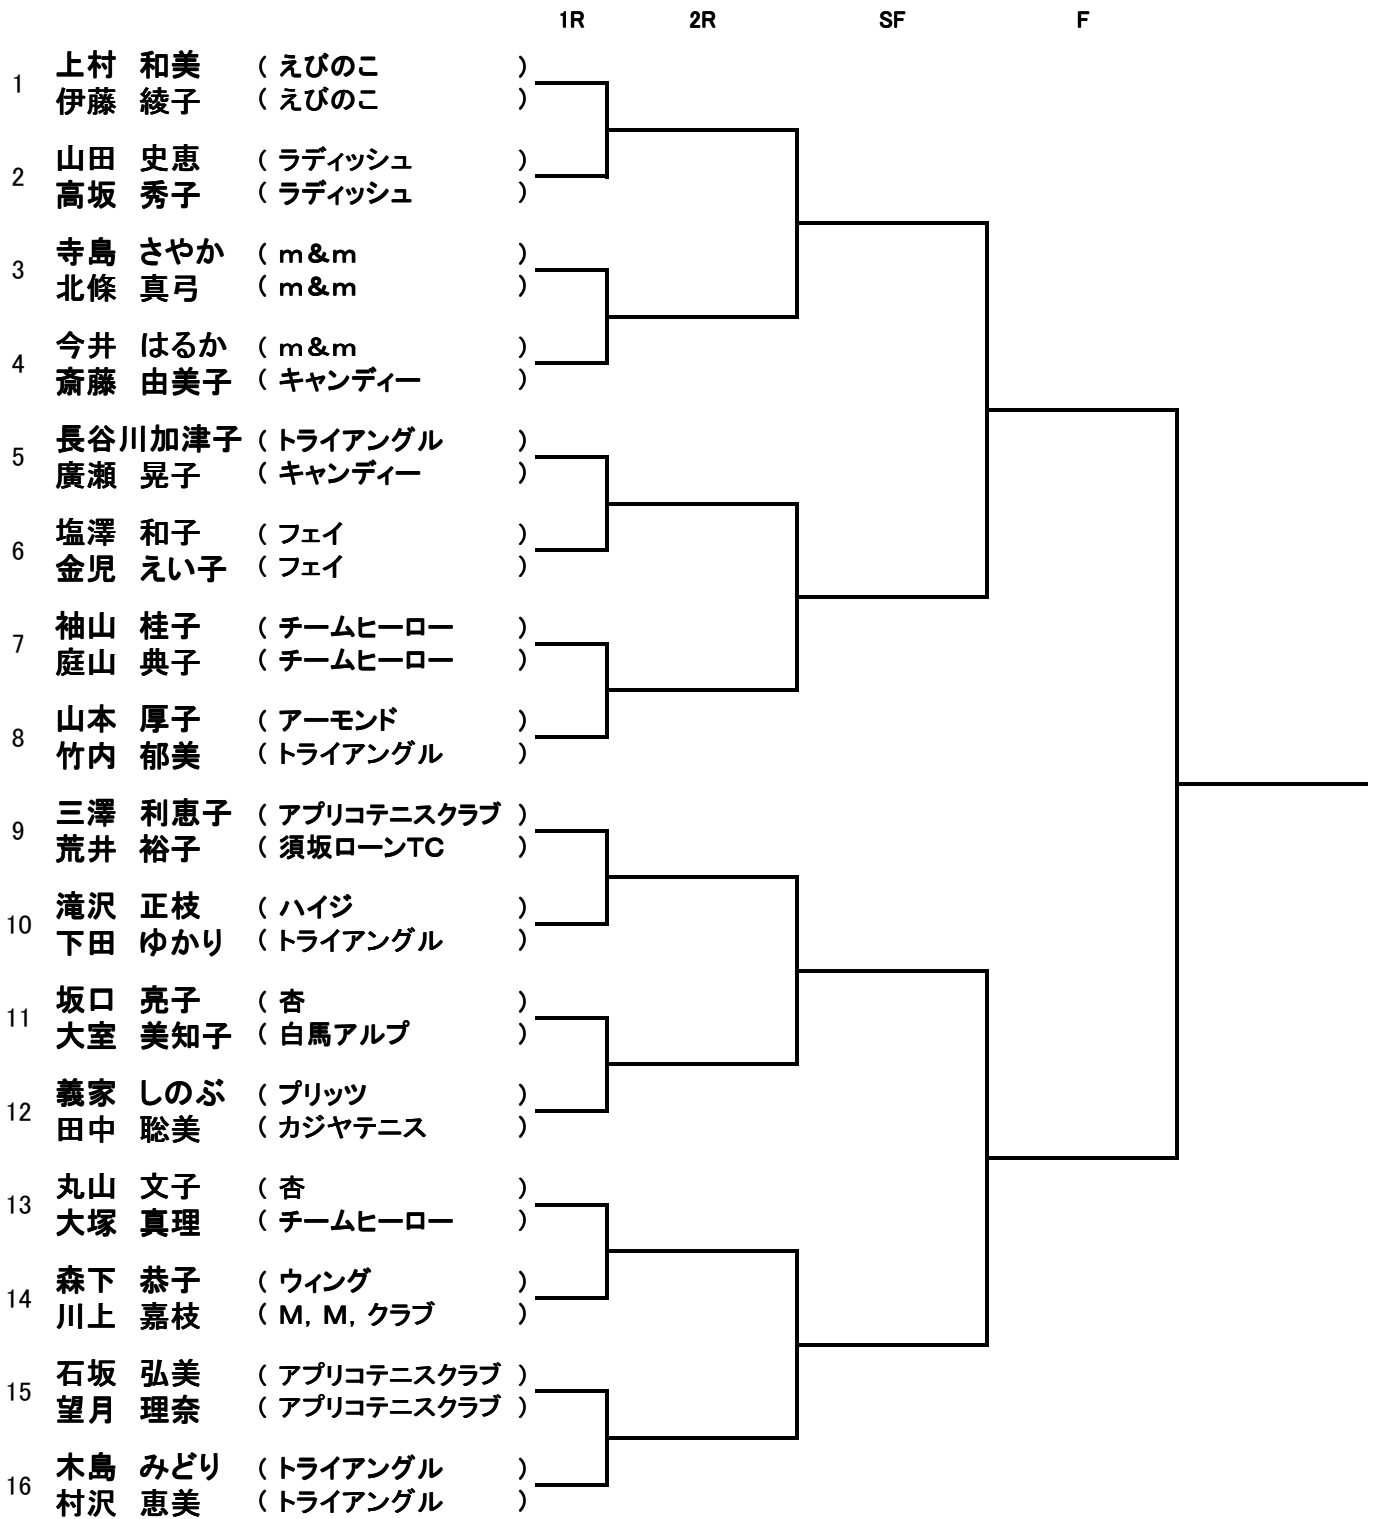 1R 2R SF F
上村 和美 ( えびのこ )
1
伊藤 綾子 ( えびのこ )
山田 史恵 ( ラディッシュ )
2
高坂 秀子 ( ラディッシュ )
寺島 さやか ( m&m )
3
北條 真弓 ( m&m )
今井 はるか ( m&m )
4
斎藤 由美子 ( キャンディー )
長谷川加津子 ( トライアングル )
5
廣瀬 晃子 ( キャンディー )
塩澤 和子 ( フェイ )
6
金児 えい子 ( フェイ )
袖山 桂子 ( チームヒーロー )
7
庭山 典子 ( チームヒーロー )
山本 厚子 ( アーモンド )
8
竹内 郁美 ( トライアングル )
三澤 利恵子 ( アプリコテニスクラブ )
9
荒井 裕子 ( 須坂ローンTC )
滝沢 正枝 ( ハイジ )
10
下田 ゆかり ( トライアングル )
坂口 亮子 ( 杏 )
11
大室 美知子 ( 白馬アルプ )
義家 しのぶ ( プリッツ )
12
田中 聡美 ( カジヤテニス )
丸山 文子 ( 杏 )
13
大塚 真理 ( チームヒーロー )
森下 恭子 ( ウィング )
14
川上 嘉枝 ( M, M, クラブ )
石坂 弘美 ( アプリコテニスクラブ )
15
望月 理奈 ( アプリコテニスクラブ )
木島 みどり ( トライアングル )
16
村沢 恵美 ( トライアングル )